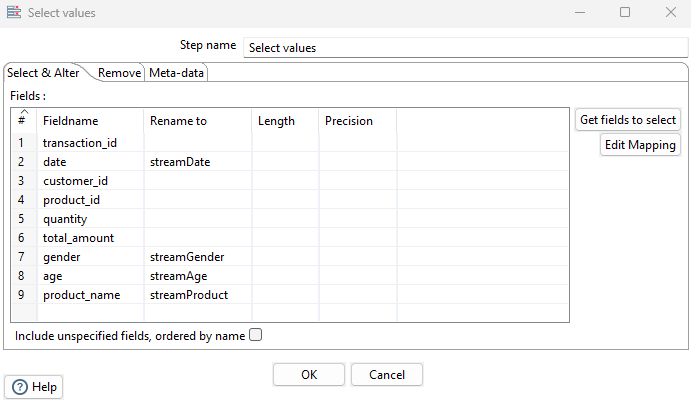 Select values
Step name Select values
Select & Alter Remove Meta-data
Fields :
# Fieldname Rename to Length Precision
1 transaction_id
2 date streamDate
3 customer_id
4 product_id
5 quantity
6 total_amount
7 gender streamGender
8 age streamAge
9 product_name streamProduct
Get fields to select
Edit Mapping
Include unspecified fields, ordered by name
OK Cancel
Help